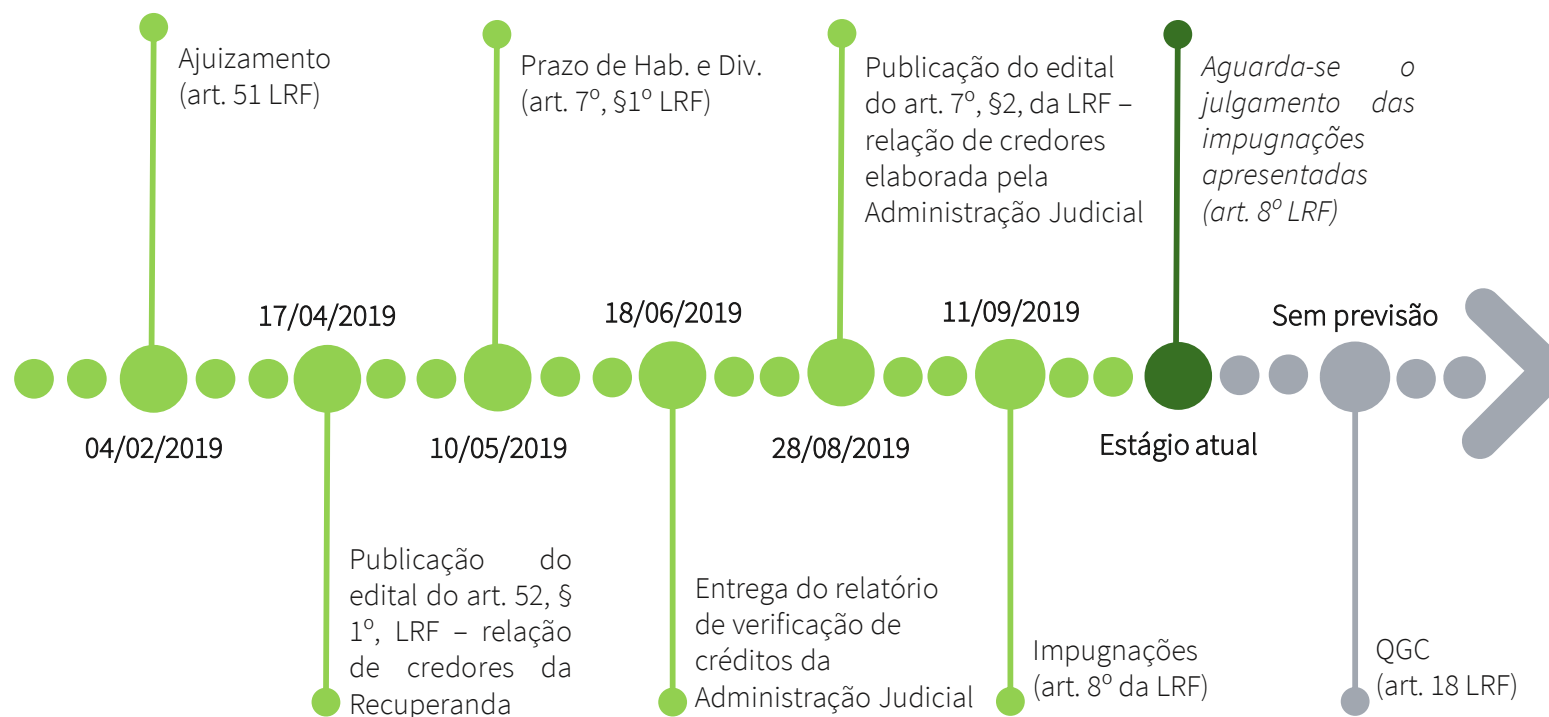 Ajuizamento
(art. 51 LRF)
Prazo de Hab. e Div.
(art. 7º, §1º LRF)
Publicação do edital
do art. 7º, §2, da LRF –
relação de credores
elaborada pela
Administração Judicial
Aguarda-se o
julgamento das
impugnações
apresentadas
(art. 8º LRF)
17/04/2019
18/06/2019
11/09/2019
Sem previsão
04/02/2019
10/05/2019
28/08/2019
Estágio atual
Publicação do
edital do art. 52, §
1º, LRF – relação
de credores da
Recuperanda
Entrega do relatório
de verificação de
créditos da
Administração Judicial
Impugnações
(art. 8º da LRF)
QGC
(art. 18 LRF)